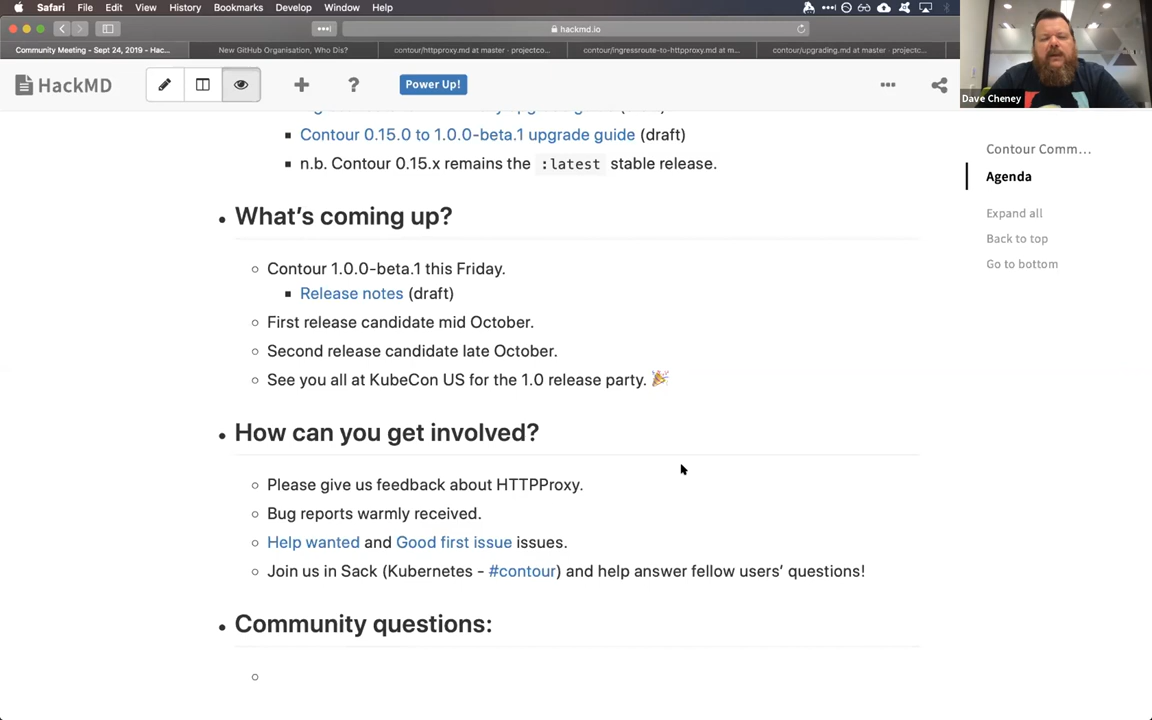 Safari File Edit View History Bookmarks Develop Window Help
hackmd.io
Community Meeting - Sept 24, 2019 - Hac...
New GitHub Organisation, Who Dis?
contour/httpproxy.md at master · projectco...
contour/ingressroute-to-httpproxy.md at m...
contour/upgrading.md at master · projectc...
HackMD
Power Up!
Dave Cheney
Contour 0.15.0 to 1.0.0-beta.1 upgrade guide (draft)
n.b. Contour 0.15.x remains the :latest stable release.
What's coming up?
Contour 1.0.0-beta.1 this Friday.
Release notes (draft)
First release candidate mid October.
Second release candidate late October.
See you all at KubeCon US for the 1.0 release party. 🎉
How can you get involved?
Please give us feedback about HTTPProxy.
Bug reports warmly received.
Help wanted and Good first issue issues.
Join us in Sack (Kubernetes - #contour) and help answer fellow users' questions!
Community questions:
Contour Comm...
Agenda
Expand all
Back to top
Go to bottom